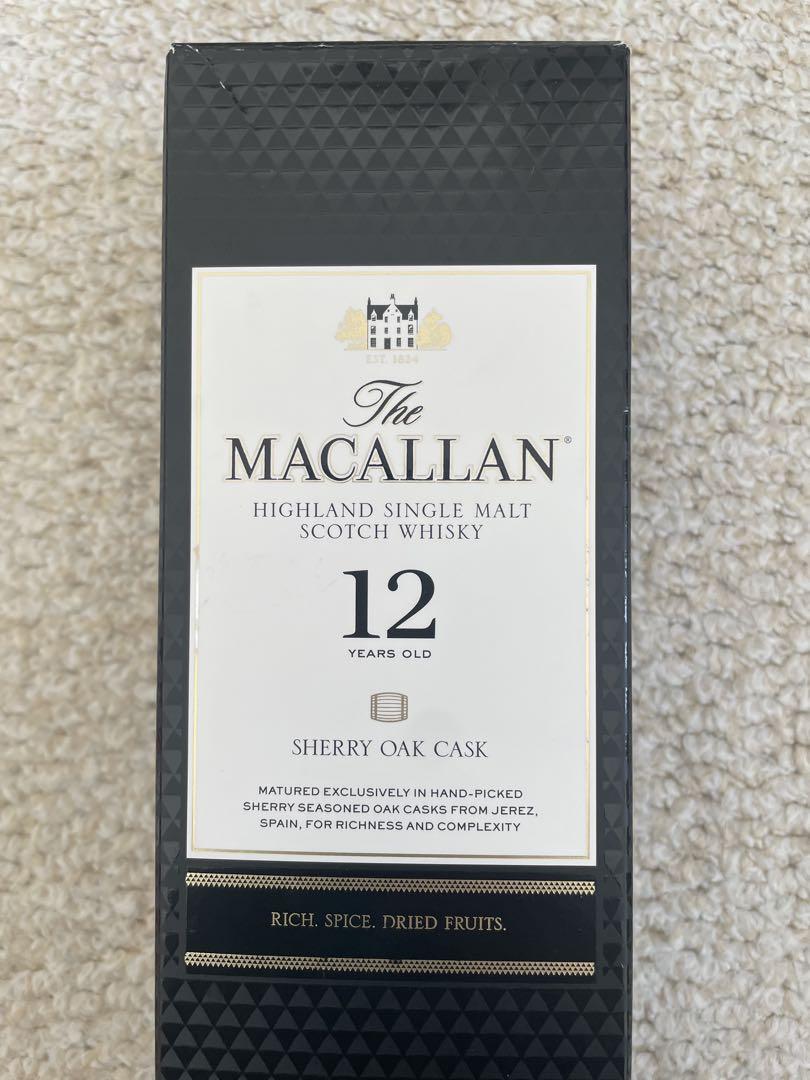 EST. 1824
The
MACALLAN®
HIGHLAND SINGLE MALT
SCOTCH WHISKY
12
YEARS OLD
SHERRY OAK CASK
MATURED EXCLUSIVELY IN HAND-PICKED
SHERRY SEASONED OAK CASKS FROM JEREZ,
SPAIN, FOR RICHNESS AND COMPLEXITY
RICH. SPICE. DRIED FRUITS.